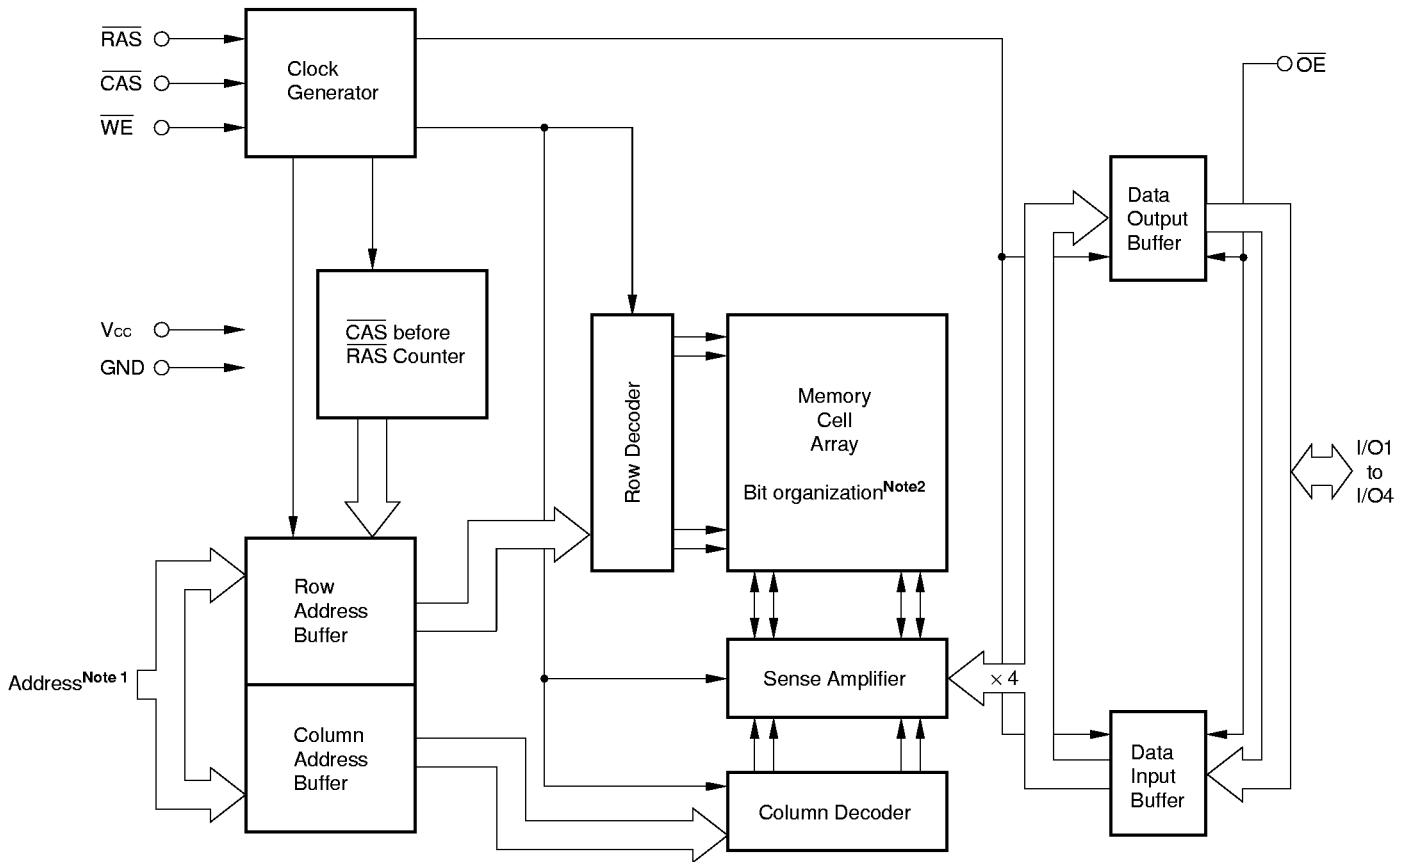 RAS
CAS
WE
Clock
Generator
OE
Data
Output
Buffer
VCC
GND
CAS before
RAS Counter
Row Decoder
Memory
Cell
Array
Bit organizationNote2
I/O1
to
I/O4
Row
Address
Buffer
AddressNote 1
Sense Amplifier
× 4
Column
Address
Buffer
Column Decoder
Data
Input
Buffer